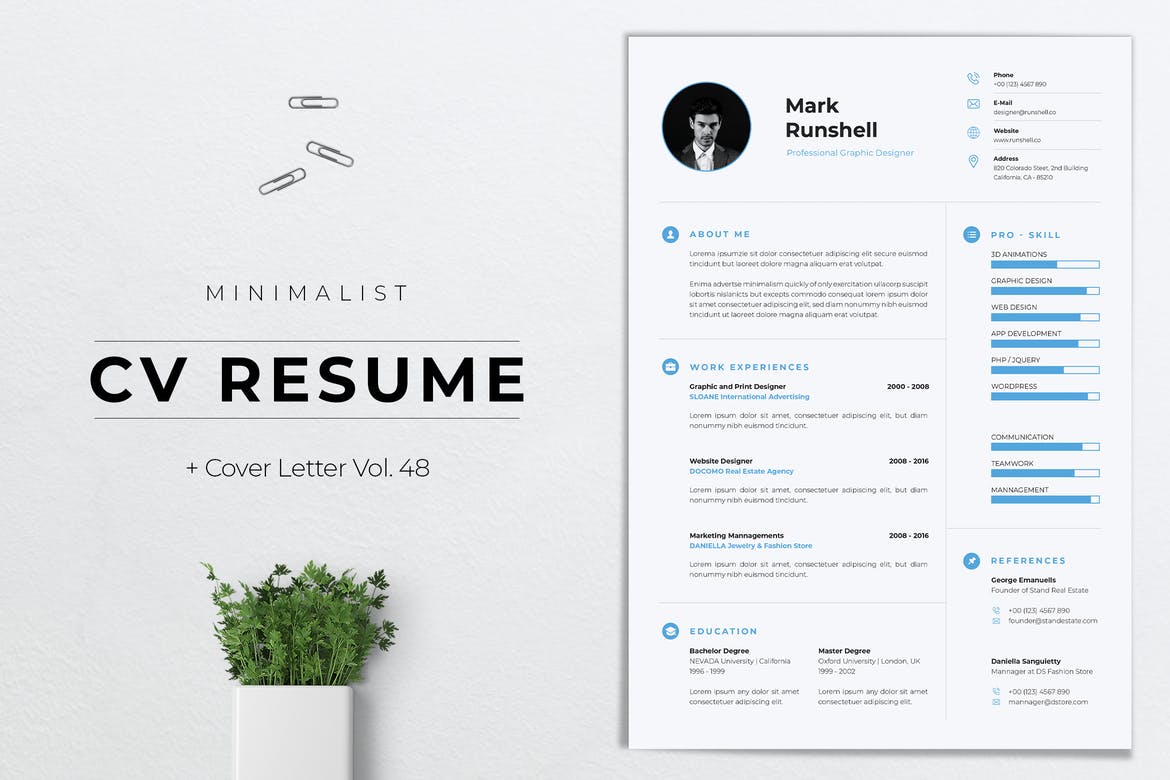 MINIMALIST
CV RESUME
+ Cover Letter Vol. 48
Mark
Runshell
Professional Graphic Designer
Phone
+00 (123) 4567 890
E-Mail
designer@runshell.co
Website
www.runshell.co
Address
820 Colorado Steet, 2nd Building
California, CA - 85210
ABOUT ME
Lorema ipsumzie sit dolor consectetuer adipiscing elit secure euismod
tincidunt but laoreet dolore magna aliquam erat volutpat.
Enima advertse minimalism quickly of only exercitation ullacorp suscipit
lobortis nislanicts but excepts commodo consequat lorem ipsum dolor
sit amet consectetuer adipiscing elit, sed diam nonummy nibh euismod
tincidunt ut laoreet dolore magna aliquam erat volutpat.
WORK EXPERIENCES
Graphic and Print Designer 2000 - 2008
SLOANE International Advertising
Lorem ipsum dolor sit amet, consectetuer adipiscing elit, but diam
nonummy nibh euismod tincidunt.
Website Designer 2008 - 2016
DOCOMO Real Estate Agency
Lorem ipsum dolor sit amet, consectetuer adipiscing elit, but diam
nonummy nibh euismod tincidunt.
Marketing Mannagements 2008 - 2016
DANIELLA Jewelry & Fashion Store
Lorem ipsum dolor sit amet, consectetuer adipiscing elit, but diam
nonummy nibh euismod tincidunt.
EDUCATION
Bachelor Degree
NEVADA University | California
1996 - 1999
Lorem ipsum any dolor sit amet
consectetuer adipiscing elit.
Master Degree
Oxford University | London, UK
1999 - 2002
Lorem ipsum any dolor sit amet
consectetuer adipiscing elit.
PRO - SKILL
3D ANIMATIONS
GRAPHIC DESIGN
WEB DESIGN
APP DEVELOPMENT
PHP / JQUERY
WORDPRESS
COMMUNICATION
TEAMWORK
MANNAGEMENT
REFERENCES
George Emanuells
Founder of Stand Real Estate
+00 (123) 4567 890
founder@standestate.com
Daniella Sanguietty
Mannager at DS Fashion Store
+00 (123) 4567 890
mannager@dstore.com